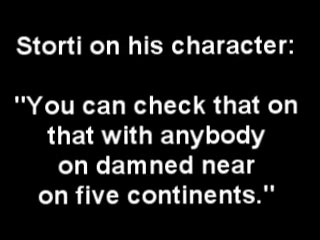 Storti on his character:
"You can check that on
that with anybody
on damned near
on five continents."